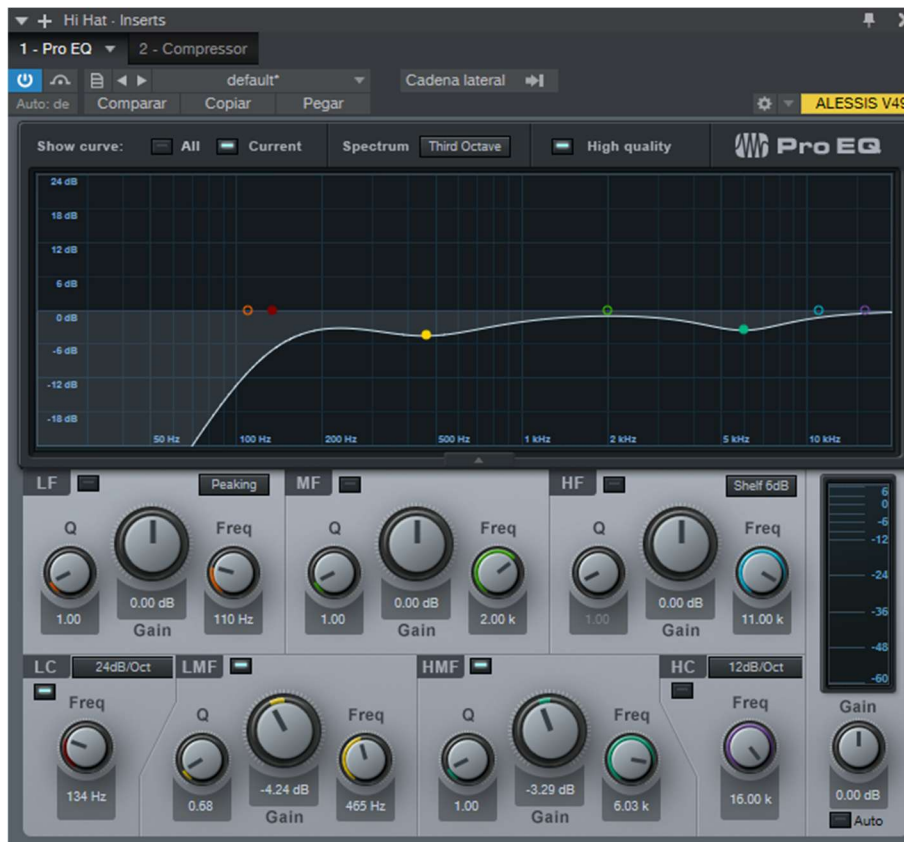 Hi Hat - Inserts
1 - Pro EQ 2 - Compressor
default* Cadena lateral
Auto: de Comparar Copiar Pegar ALESSIS V49
Show curve: All Current Spectrum Third Octave High quality Pro EQ
24 dB
18 dB
12 dB
6 dB
0 dB
-6 dB
-12 dB
-18 dB
50 Hz 100 Hz 200 Hz 500 Hz 1 kHz 2 kHz 5 kHz 10 kHz
LF Peaking MF HF Shelf 6dB
Q Freq Q Freq Q Freq
1.00 0.00 dB 110 Hz 1.00 0.00 dB 2.00 k 1.00 0.00 dB 11.00 k
Gain Gain Gain
6
0
-6
-12
-24
-36
-48
-60
LC 24dB/Oct LMF HMF HC 12dB/Oct
Freq Q Freq Q Freq Freq Gain
134 Hz 0.68 -4.24 dB 465 Hz 1.00 -3.29 dB 6.03 k 16.00 k 0.00 dB
Gain Gain Auto